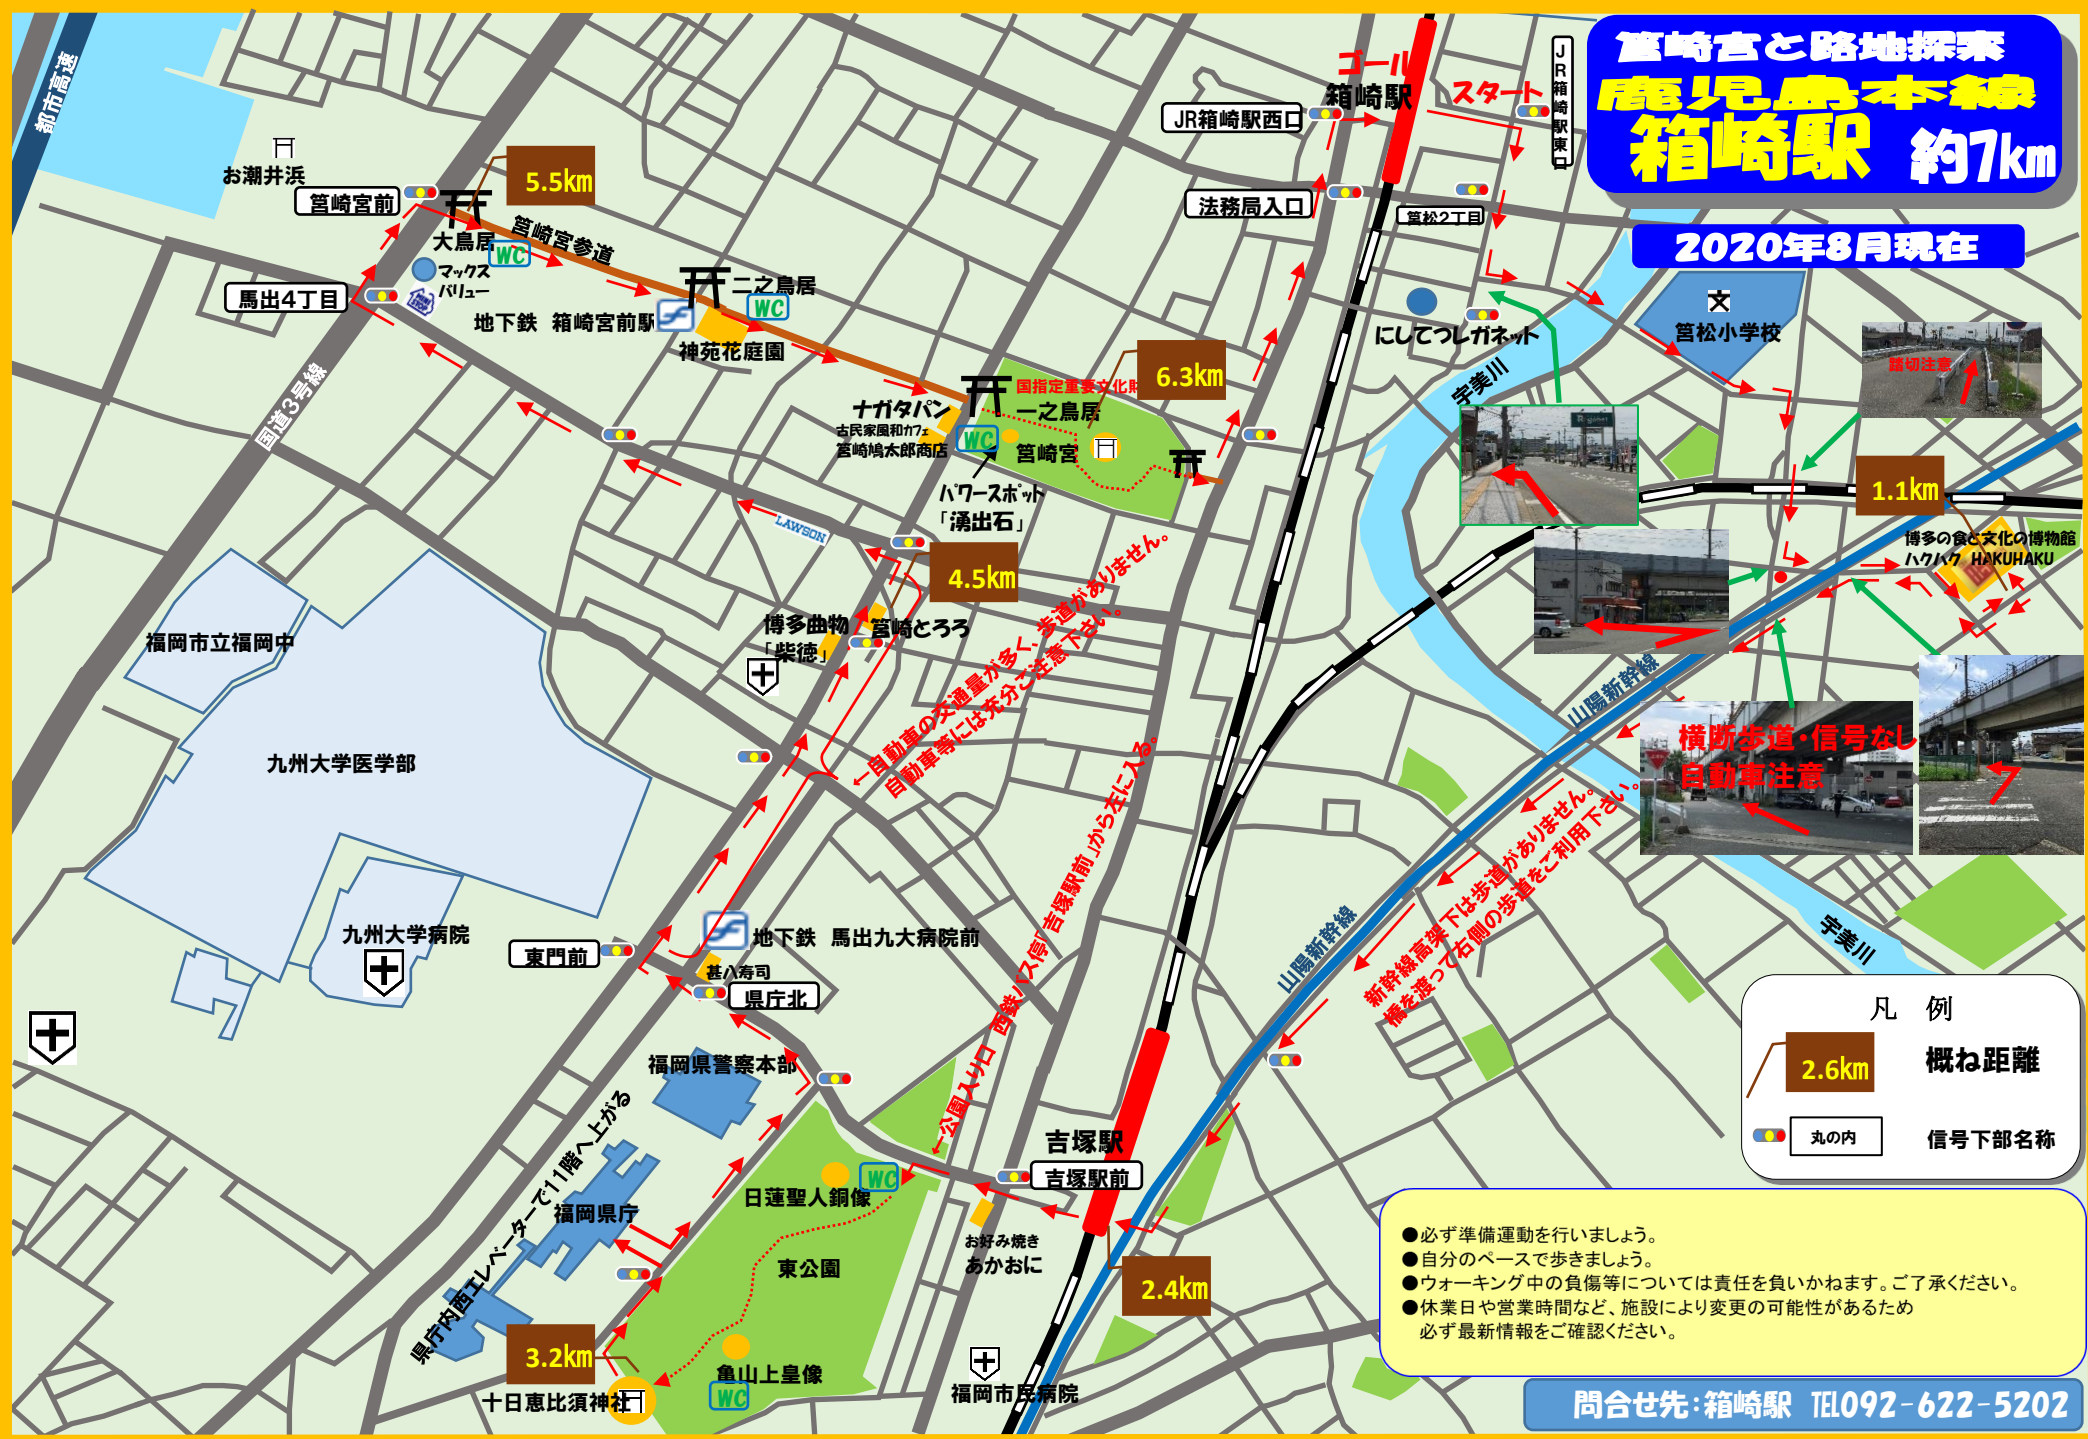 筥崎宮と路地探索
鹿児島本線
箱崎駅 約7km
2020年8月現在
都市高速
お潮井浜
筥崎宮前
5.5km
大鳥居
WC
筥崎宮参道
マックス
バリュー
馬出4丁目
地下鉄 箱崎宮前駅
二之鳥居
WC
神苑花庭園
国道3号線
ゴール
箱崎駅
スタート
JR箱崎駅東口
JR箱崎駅西口
法務局入口
筥松2丁目
にしてつレガネット
宇美川
筥松小学校
踏切注意
1.1km
博多の食と文化の博物館
ハクハク HAKUHAKU
6.3km
国指定重要文化財
一之鳥居
筥崎宮
ナガタパン
古民家風和カフェ
筥崎鳩太郎商店
WC
パワースポット
「湧出石」
LAWSON
4.5km
博多曲物
「柴徳」
筥崎とろろ
←自動車の交通量が多く、歩道がありません。
自動車等には充分ご注意下さい。
福岡市立福岡中
九州大学医学部
九州大学病院
東門前
地下鉄 馬出九大病院前
甚八寿司
県庁北
福岡県警察本部
県庁内西エレベーターで11階へ上がる
福岡県庁
←公園入り口 西鉄バス停「吉塚駅前」から左に入る。
山陽新幹線
山陽新幹線
横断歩道・信号なし
自動車注意
新幹線高架下は歩道がありません。
橋を渡って右側の歩道をご利用下さい。
宇美川
吉塚駅
吉塚駅前
日蓮聖人銅像
WC
お好み焼き
あかおに
東公園
2.4km
3.2km
亀山上皇像
WC
十日恵比須神社
福岡市民病院
凡 例
2.6km
概ね距離
丸の内
信号下部名称
●必ず準備運動を行いましょう。
●自分のペースで歩きましょう。
●ウォーキング中の負傷等については責任を負いかねます。ご了承ください。
●休業日や営業時間など、施設により変更の可能性があるため
必ず最新情報をご確認ください。
問合せ先：箱崎駅 TEL092-622-5202